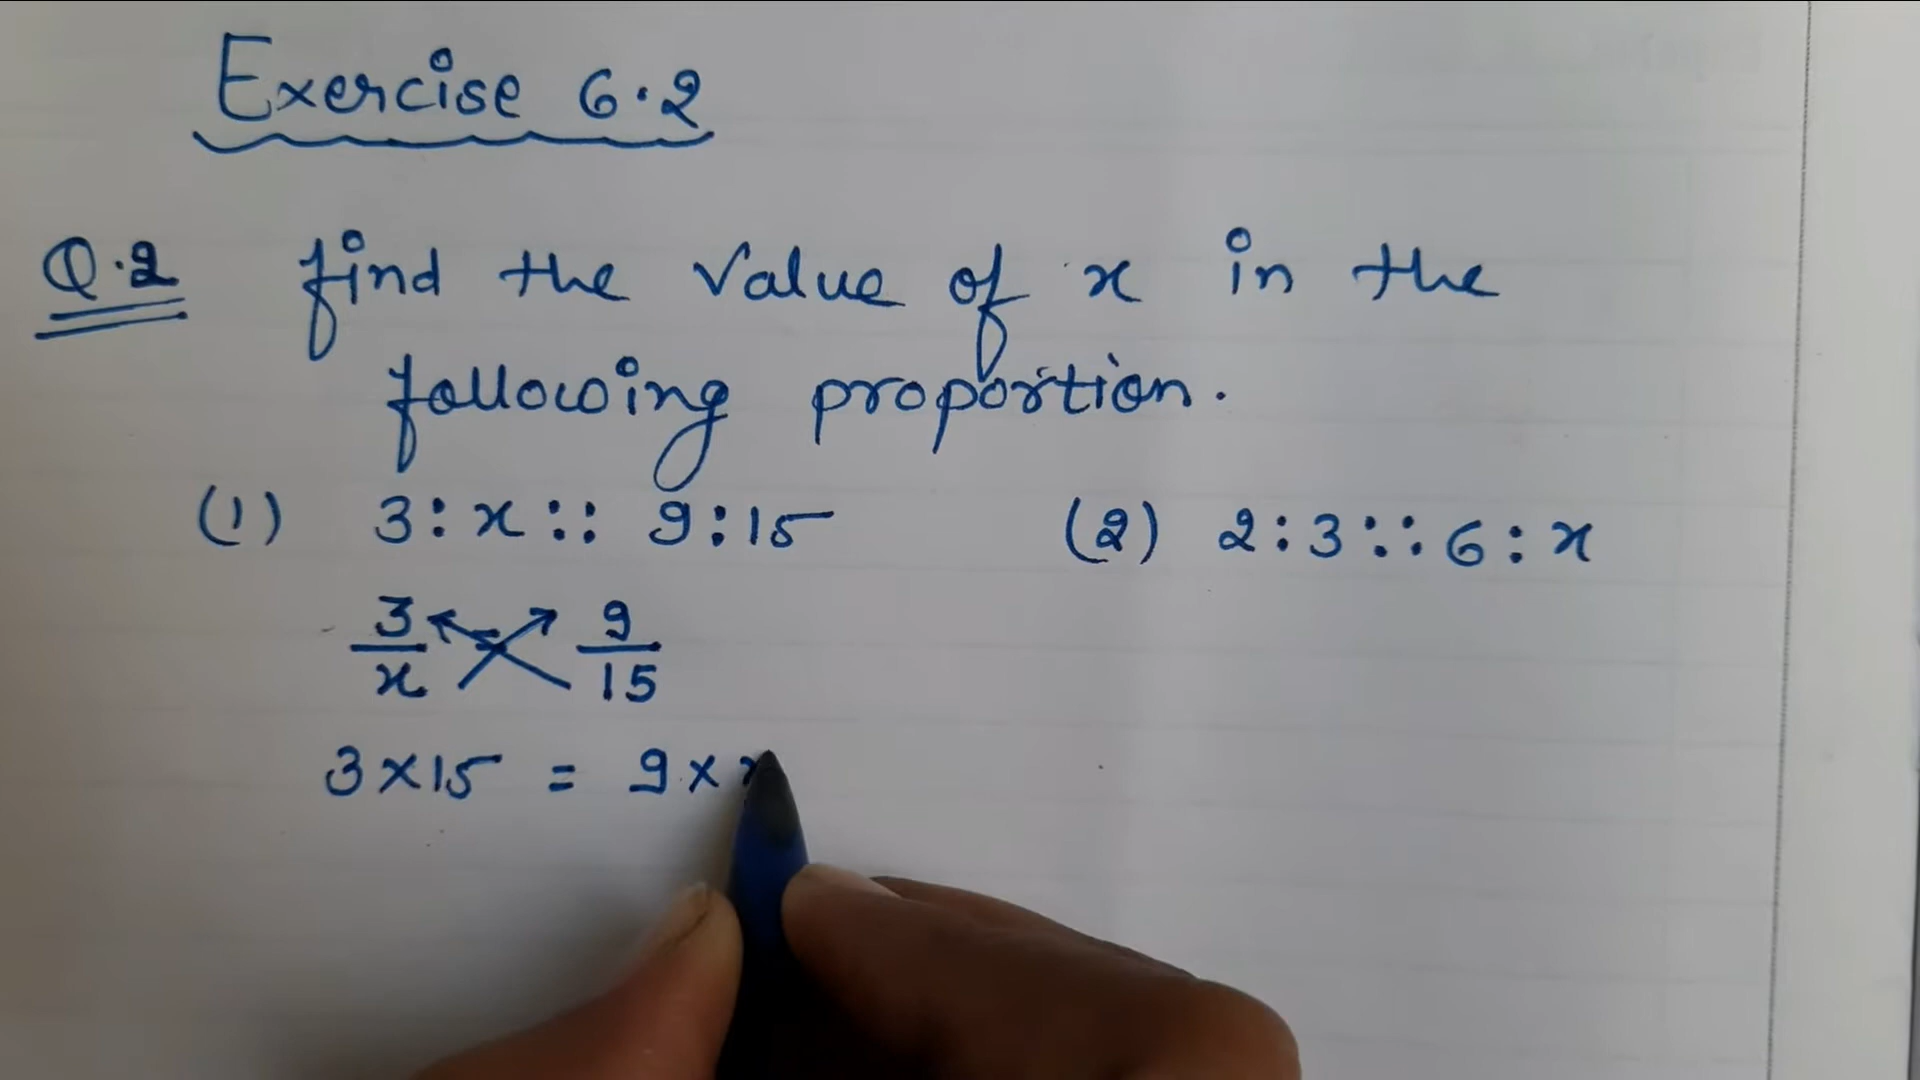 Exercise 6.2
Q.2 find the value of x in the
following proportion.
(1) 3:x::9:15
(2) 2:3::6:x
3/x = 9/15
3×15 = 9×x